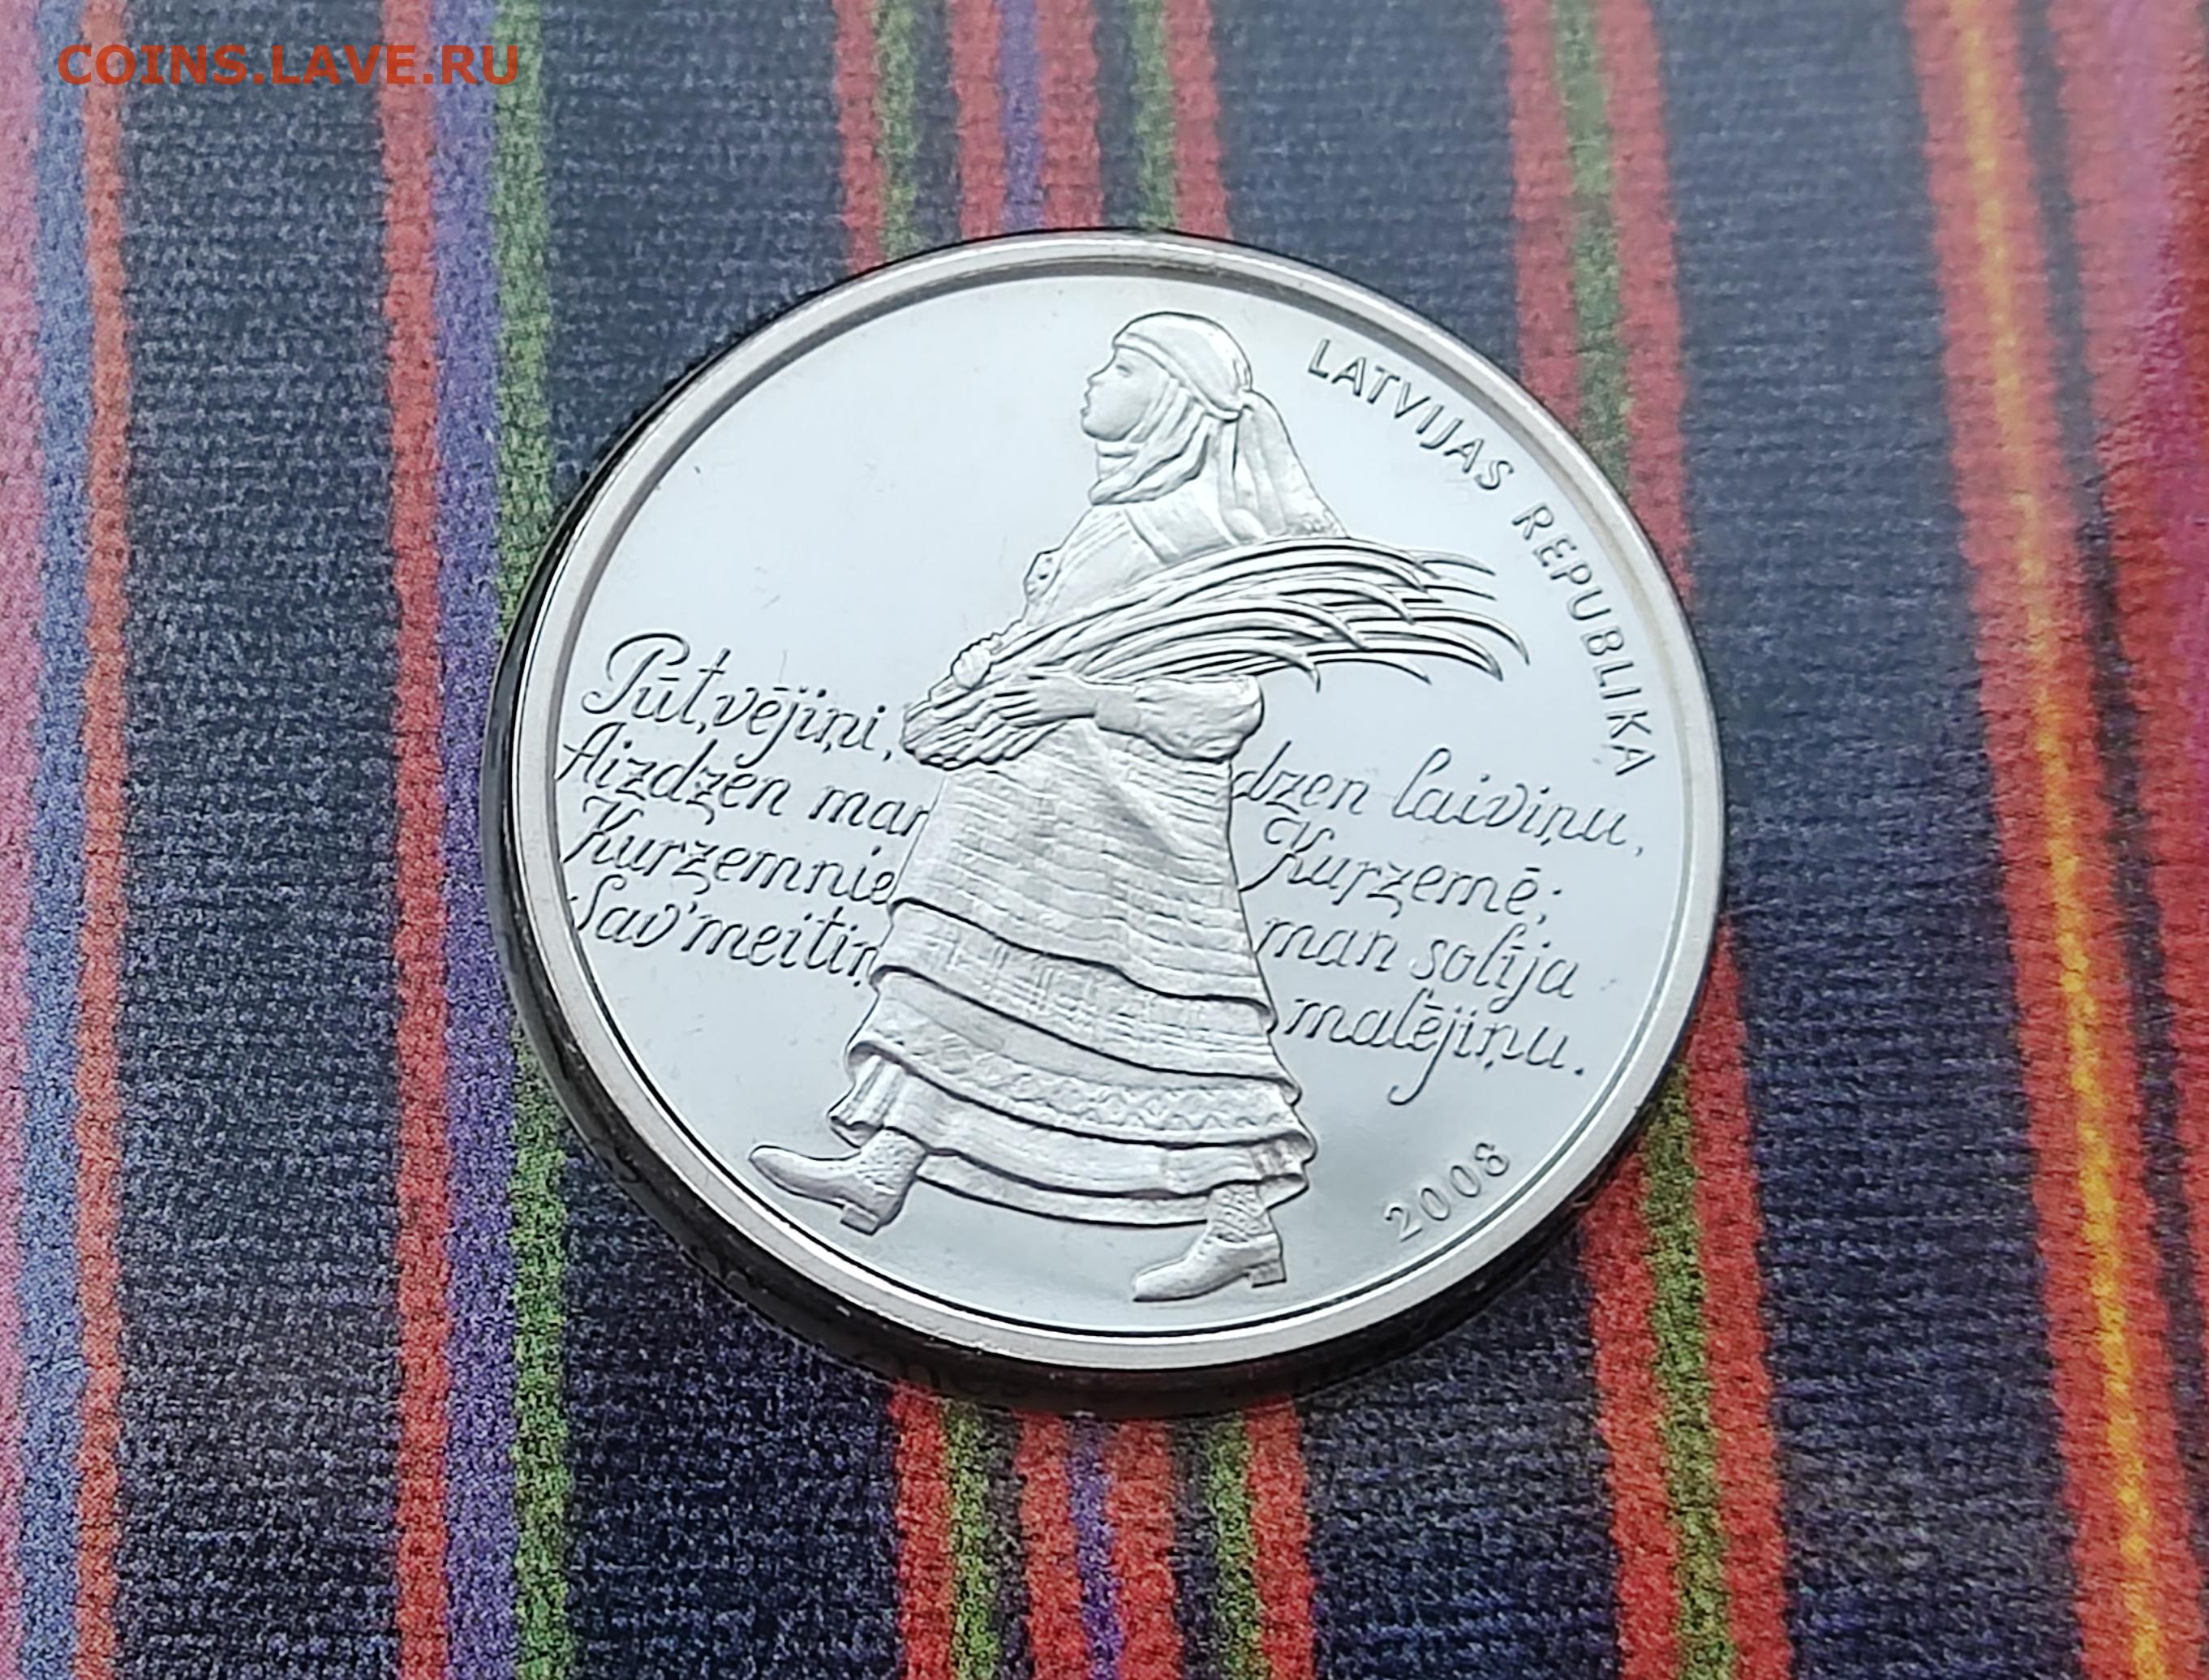 COINS.LAVE.RU
LATVIJAS REPUBLIKA
Pūt, vējiņi, dzen laiviņu,
Aizdzen man Kurzemē;
Kurzemnie man solīja
Sav' meitiņ malējiņu.
2008